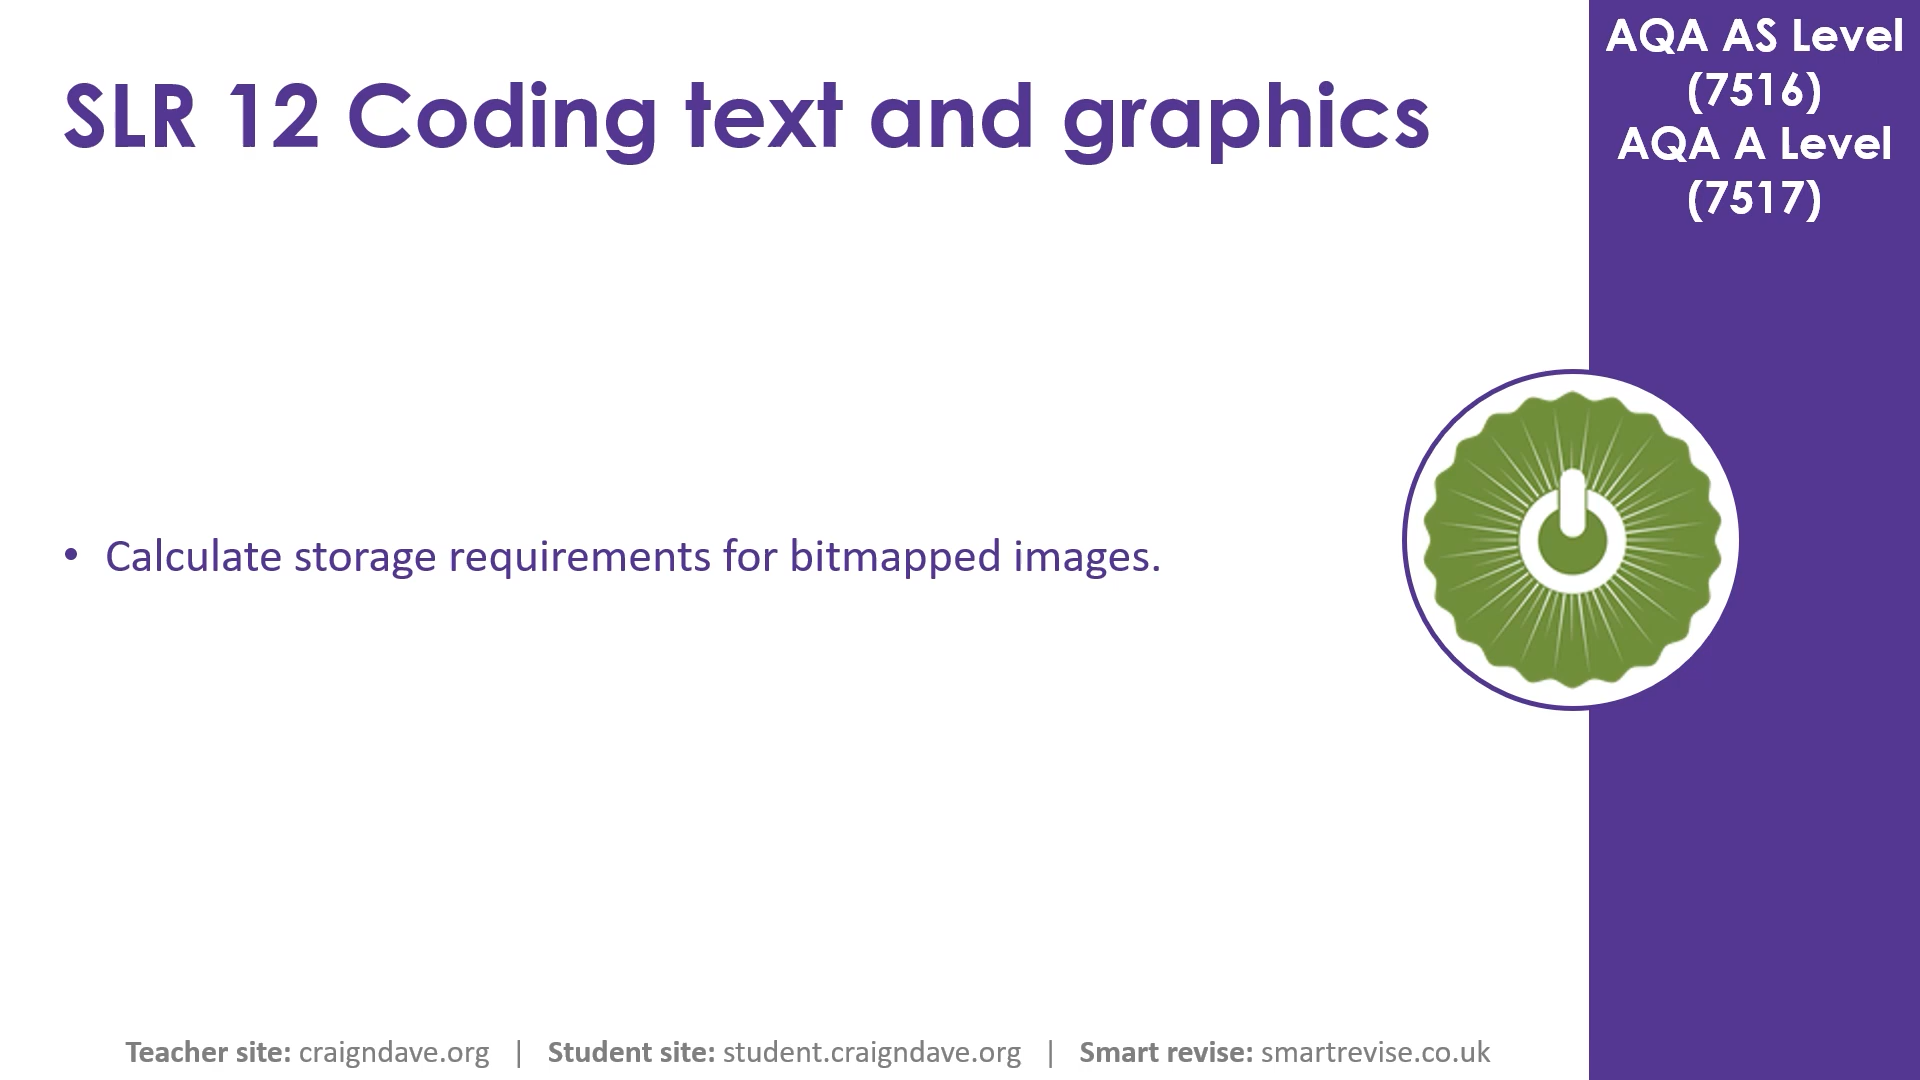 SLR 12 Coding text and graphics
AQA AS Level
(7516)
AQA A Level
(7517)
• Calculate storage requirements for bitmapped images.
Teacher site: craigndave.org | Student site: student.craigndave.org | Smart revise: smartrevise.co.uk